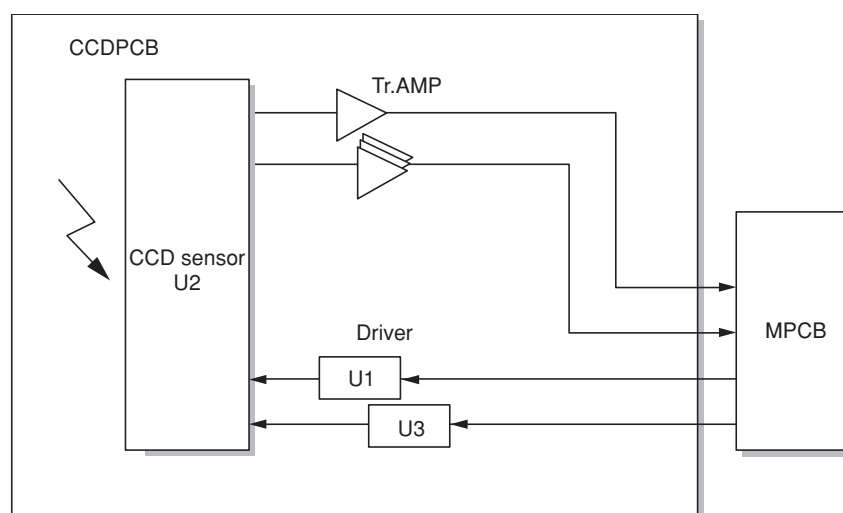 CCDPCB
Tr.AMP
CCD sensor
U2
Driver
MPCB
U1
U3